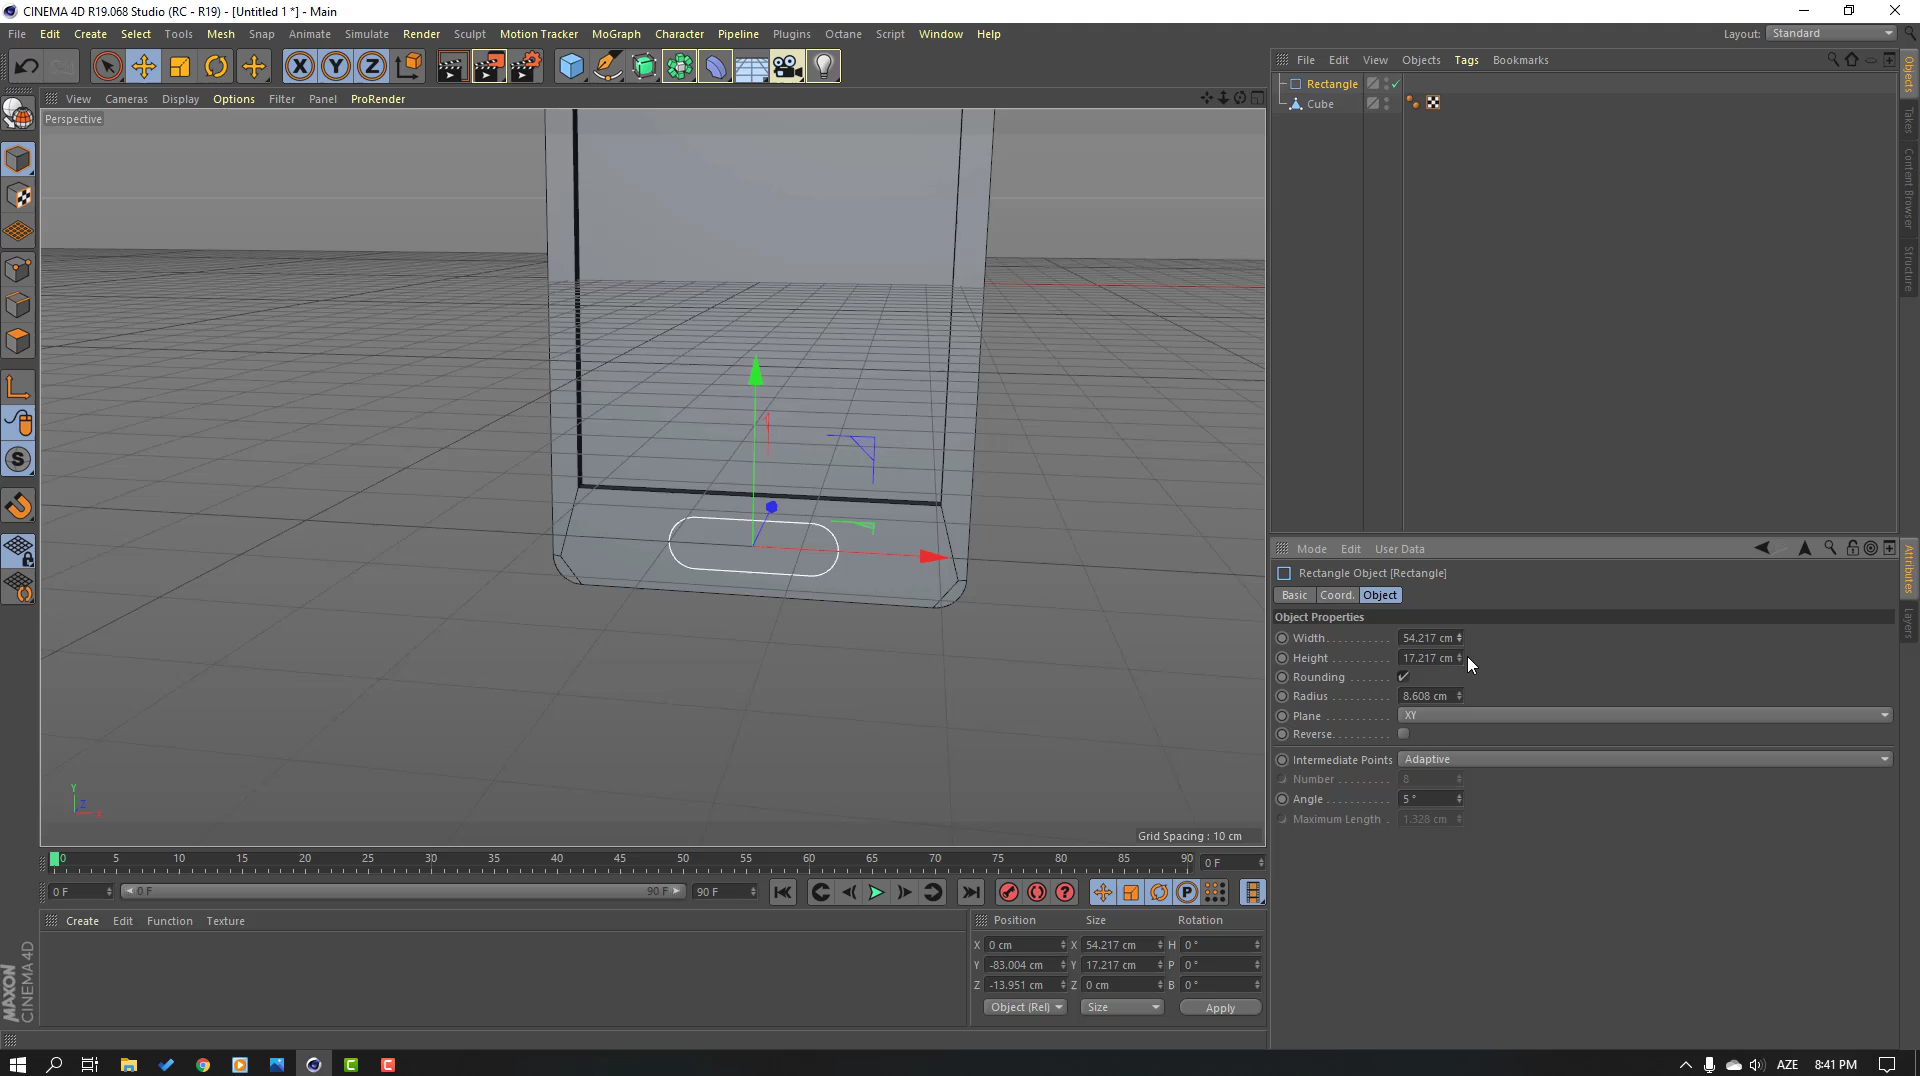 CINEMA 4D R19.068 Studio (RC - R19) - [Untitled 1 *] - Main
File Edit Create Select Tools Mesh Snap Animate Simulate Render Sculpt Motion Tracker MoGraph Character Pipeline Plugins Octane Script Window Help Layout: Standard
File Edit View Objects Tags Bookmarks
Rectangle
Cube
View Cameras Display Options Filter Panel ProRender
Perspective
Y
Z
X
Grid Spacing : 10 cm
Objects
Takes
Content Browser
Structure
Mode Edit User Data
Rectangle Object [Rectangle]
Basic Coord. Object
Object Properties
Width 54.217 cm
Height 17.217 cm
Rounding
Radius 8.608 cm
Plane XY
Reverse
Intermediate Points Adaptive
Number 8
Angle 5 °
Maximum Length 1.328 cm
Attributes
Layers
0 5 10 15 20 25 30 35 40 45 50 55 60 65 70 75 80 85 90 0 F
0 F 0 F 90 F 90 F
Create Edit Function Texture
Position Size Rotation
X 0 cm X 54.217 cm H 0 °
Y -83.004 cm Y 17.217 cm P 0 °
Z -13.951 cm Z 0 cm B 0 °
Object (Rel) Size Apply
MAXON
CINEMA 4D
AZE 8:41 PM